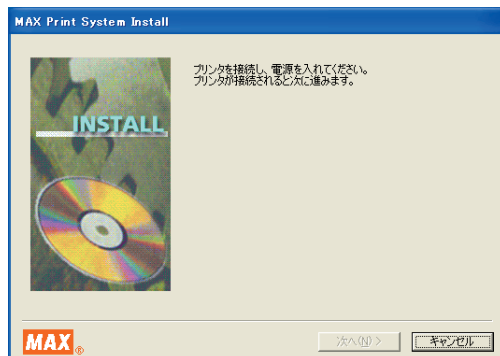 MAX Print System Install
プリンタを接続し、電源を入れてください。
プリンタが接続されると次に進みます。
INSTALL
MAX®
次へ(N) >
キャンセル